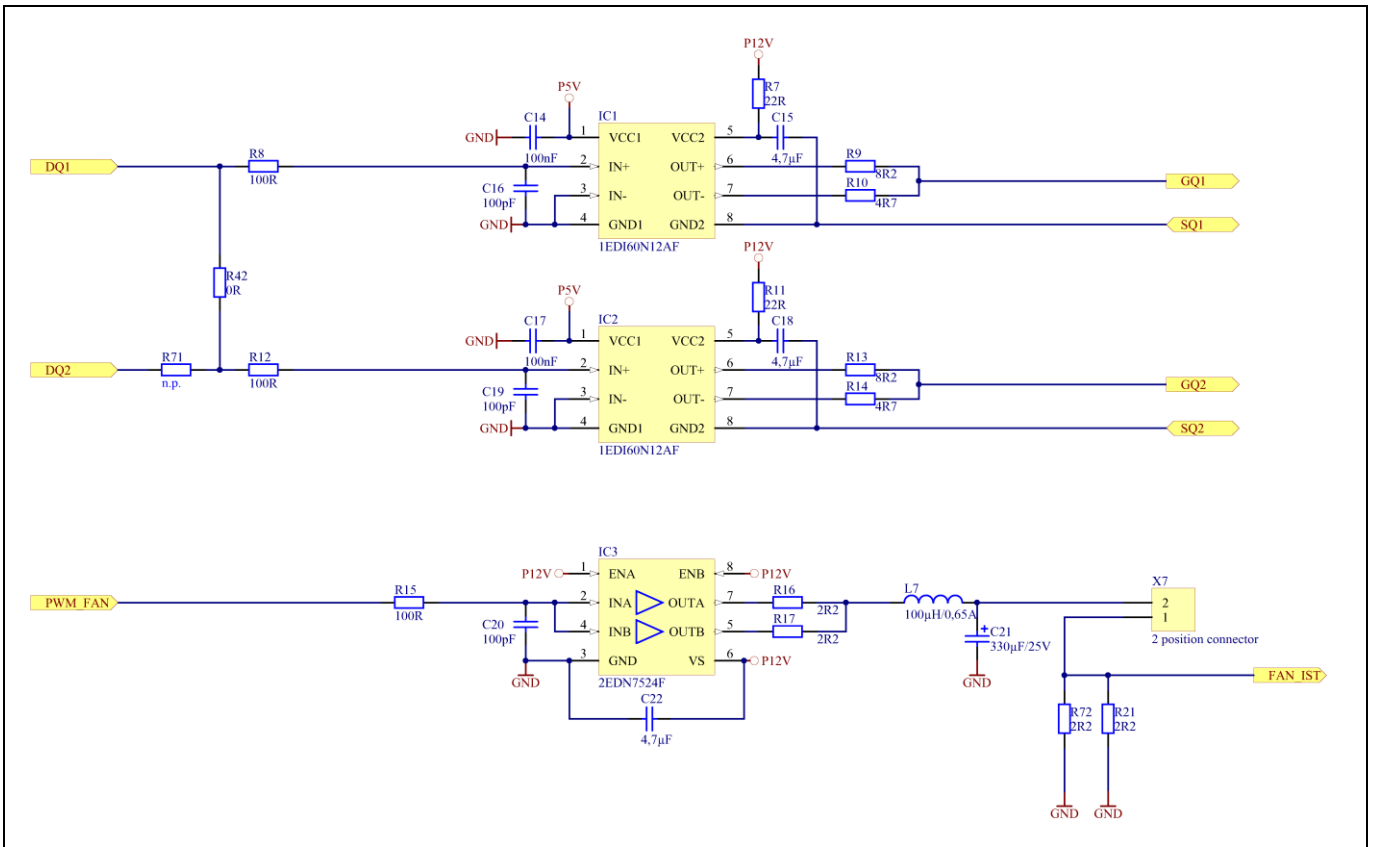 P12V
R7
22R
P5V
C14
100nF
GND
IC1
C15
4,7µF
1 VCC1 VCC2 5
DQ1
R8
100R
2 IN+ OUT+ 6
R9
8R2
C16
100pF
3 IN- OUT- 7
R10
4R7
GQ1
GND
4 GND1 GND2 8
SQ1
1EDI60N12AF
P12V
R42
0R
R11
22R
P5V
C17
100nF
GND
IC2
C18
4,7µF
1 VCC1 VCC2 5
DQ2
R71
n.p.
R12
100R
2 IN+ OUT+ 6
R13
8R2
C19
100pF
3 IN- OUT- 7
R14
4R7
GQ2
GND
4 GND1 GND2 8
SQ2
1EDI60N12AF
IC3
P12V 1 ENA ENB 8 P12V
PWM_FAN
R15
100R
2 INA OUTA 7
R16
2R2
L7
100µH/0,65A
X7
2
1
2 position connector
C20
100pF
4 INB OUTB 5
R17
2R2
C21
+
330µF/25V
3 GND VS 6 P12V
GND
2EDN7524F
GND
C22
4,7µF
FAN_IST
R72
2R2
R21
2R2
GND
GND